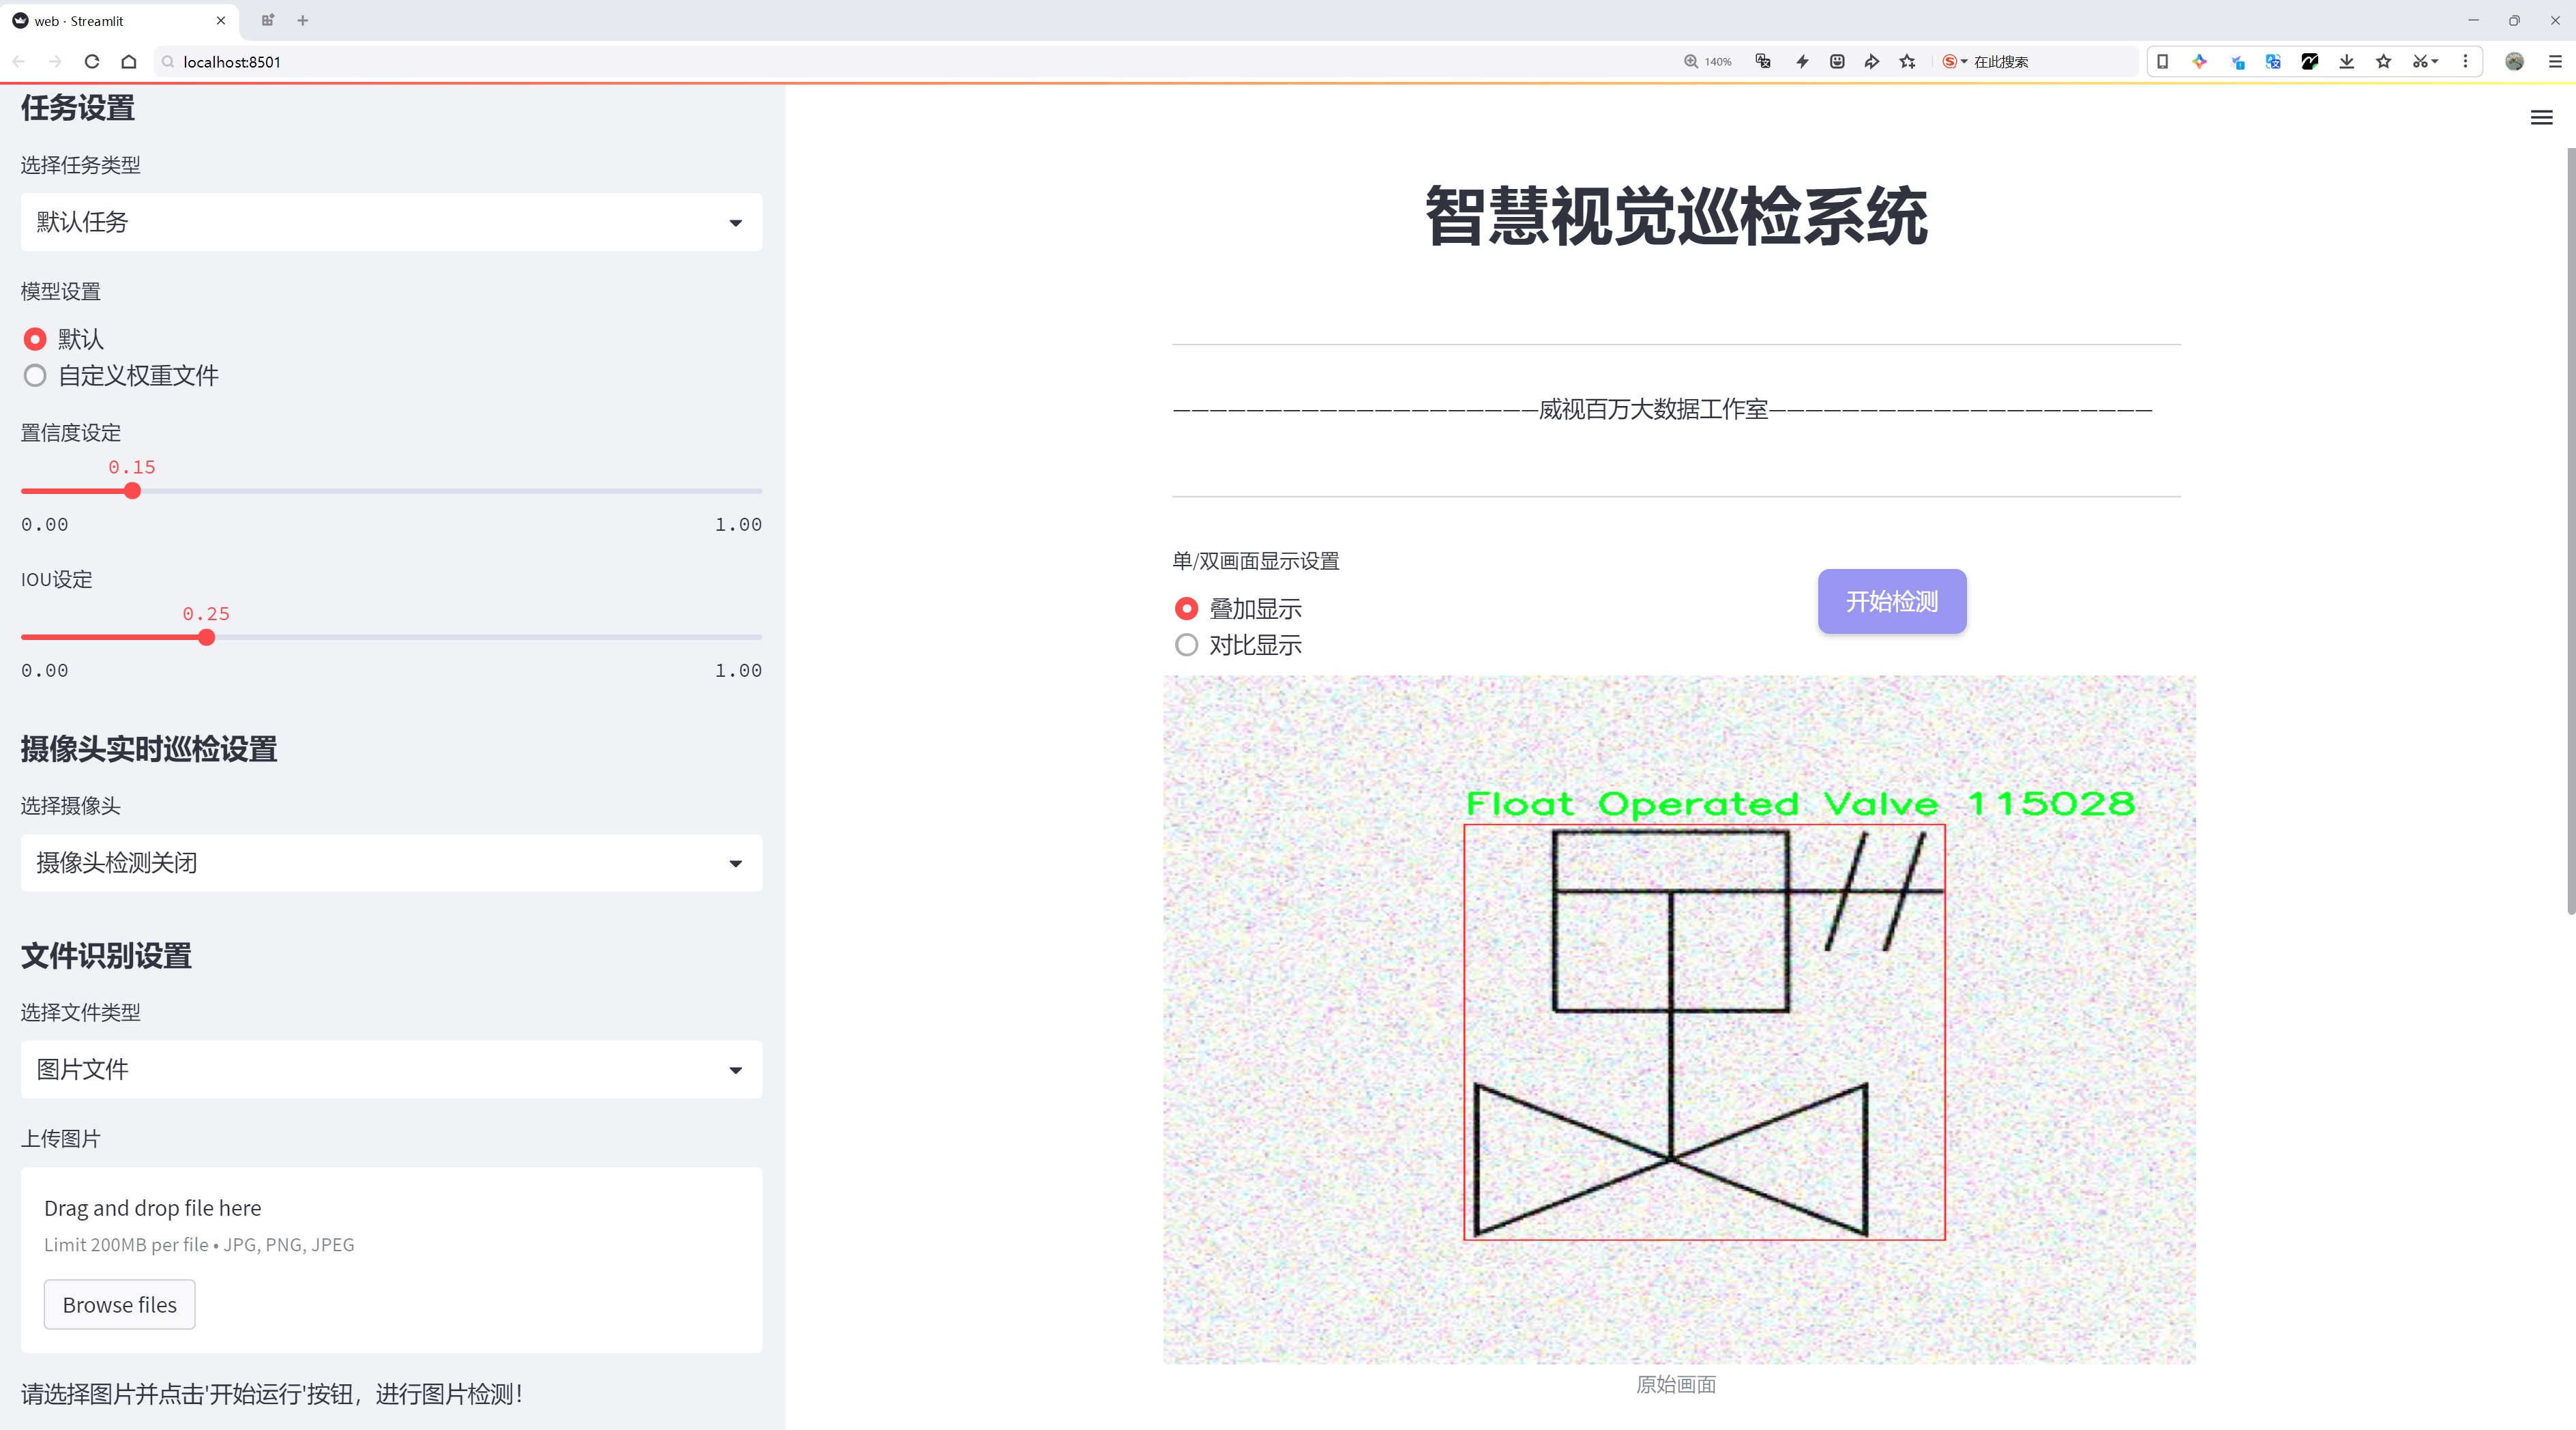 web · Streamlit
localhost:8501
140%
在此搜索
任务设置
选择任务类型
默认任务
模型设置
默认
自定义权重文件
置信度设定
0.15
0.00
1.00
IOU设定
0.25
0.00
1.00
摄像头实时巡检设置
选择摄像头
摄像头检测关闭
文件识别设置
选择文件类型
图片文件
上传图片
Drag and drop file here
Limit 200MB per file • JPG, PNG, JPEG
Browse files
请选择图片并点击'开始运行'按钮，进行图片检测！
智慧视觉巡检系统
————————————————————威视百万大数据工作室—————————————————————
单/双画面显示设置
叠加显示
对比显示
开始检测
Float Operated Valve 115028
原始画面